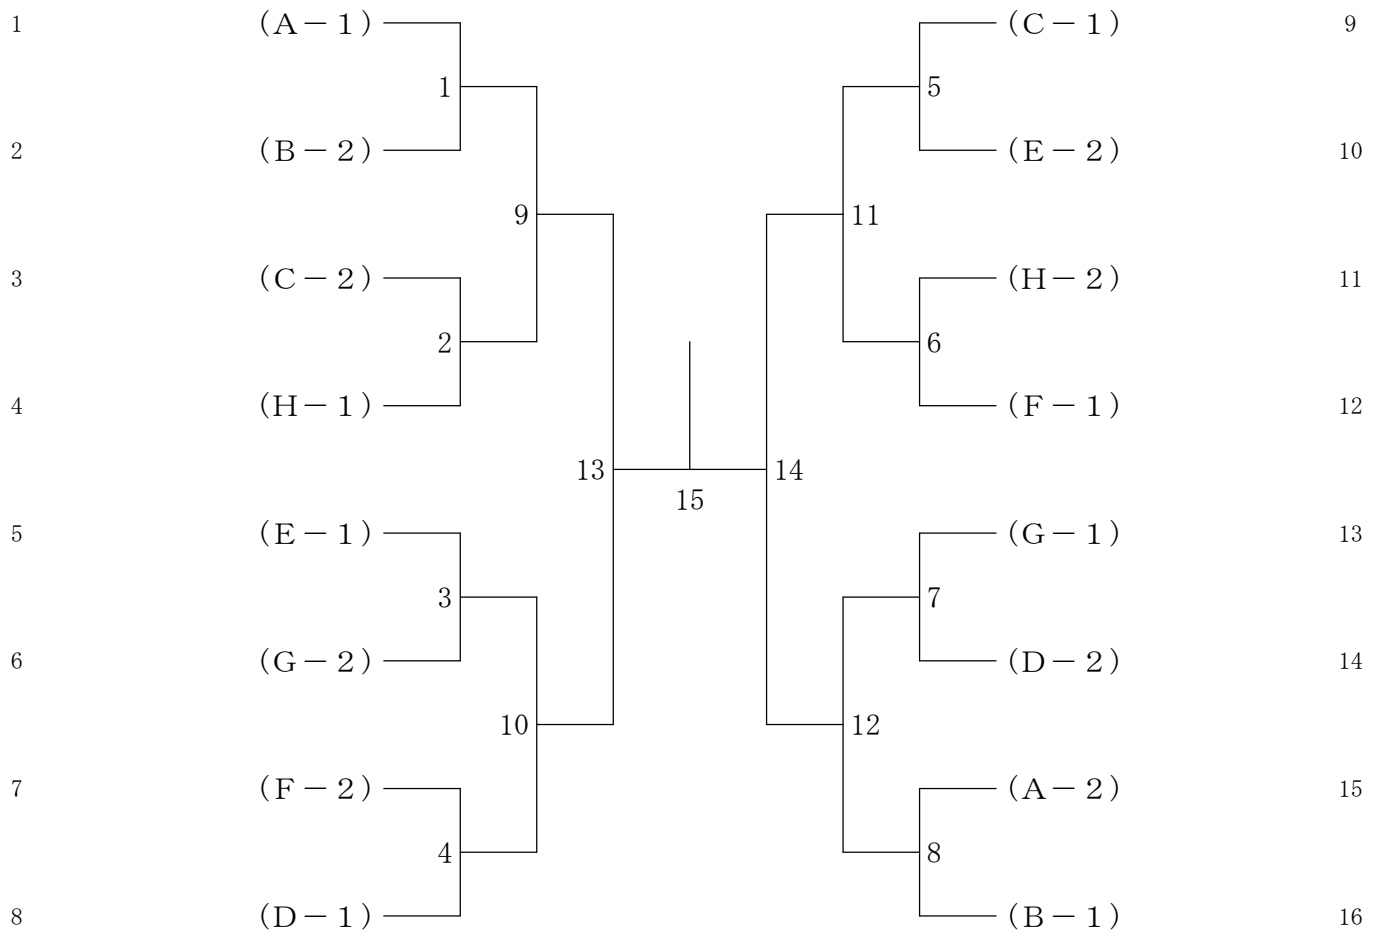 1 （A－1） （C－1） 9
1 5
2 （B－2） （E－2） 10
9 11
3 （C－2） （H－2） 11
2 6
4 （H－1） （F－1） 12
13 14
15
5 （E－1） （G－1） 13
3 7
6 （G－2） （D－2） 14
10 12
7 （F－2） （A－2） 15
4 8
8 （D－1） （B－1） 16